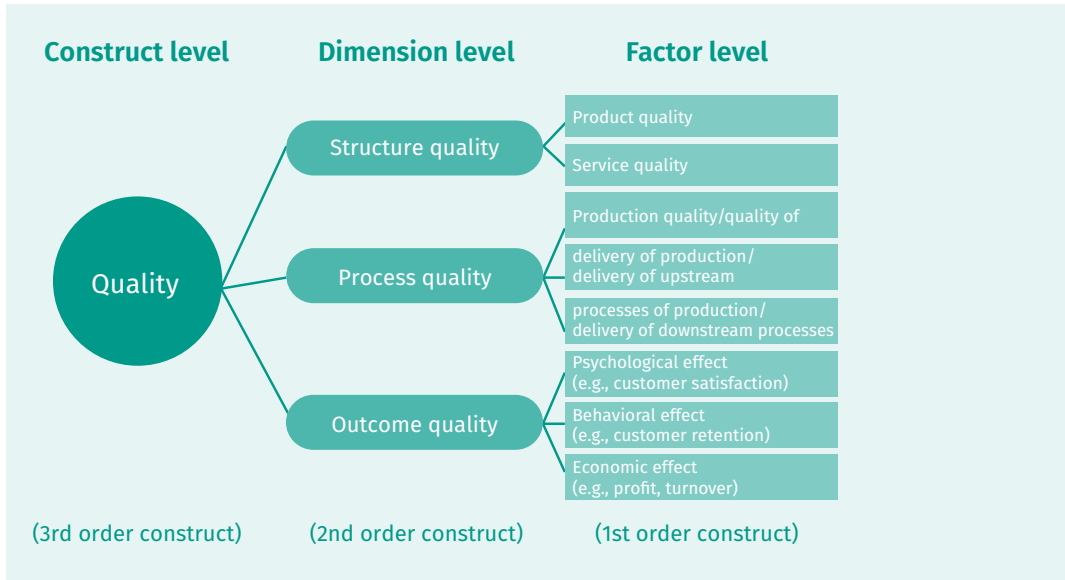 Construct level
Dimension level
Factor level
Quality
Structure quality
Product quality
Service quality
Process quality
Production quality/quality of
delivery of production/
delivery of upstream
processes of production/
delivery of downstream processes
Outcome quality
Psychological effect
(e.g., customer satisfaction)
Behavioral effect
(e.g., customer retention)
Economic effect
(e.g., profit, turnover)
(3rd order construct)
(2nd order construct)
(1st order construct)